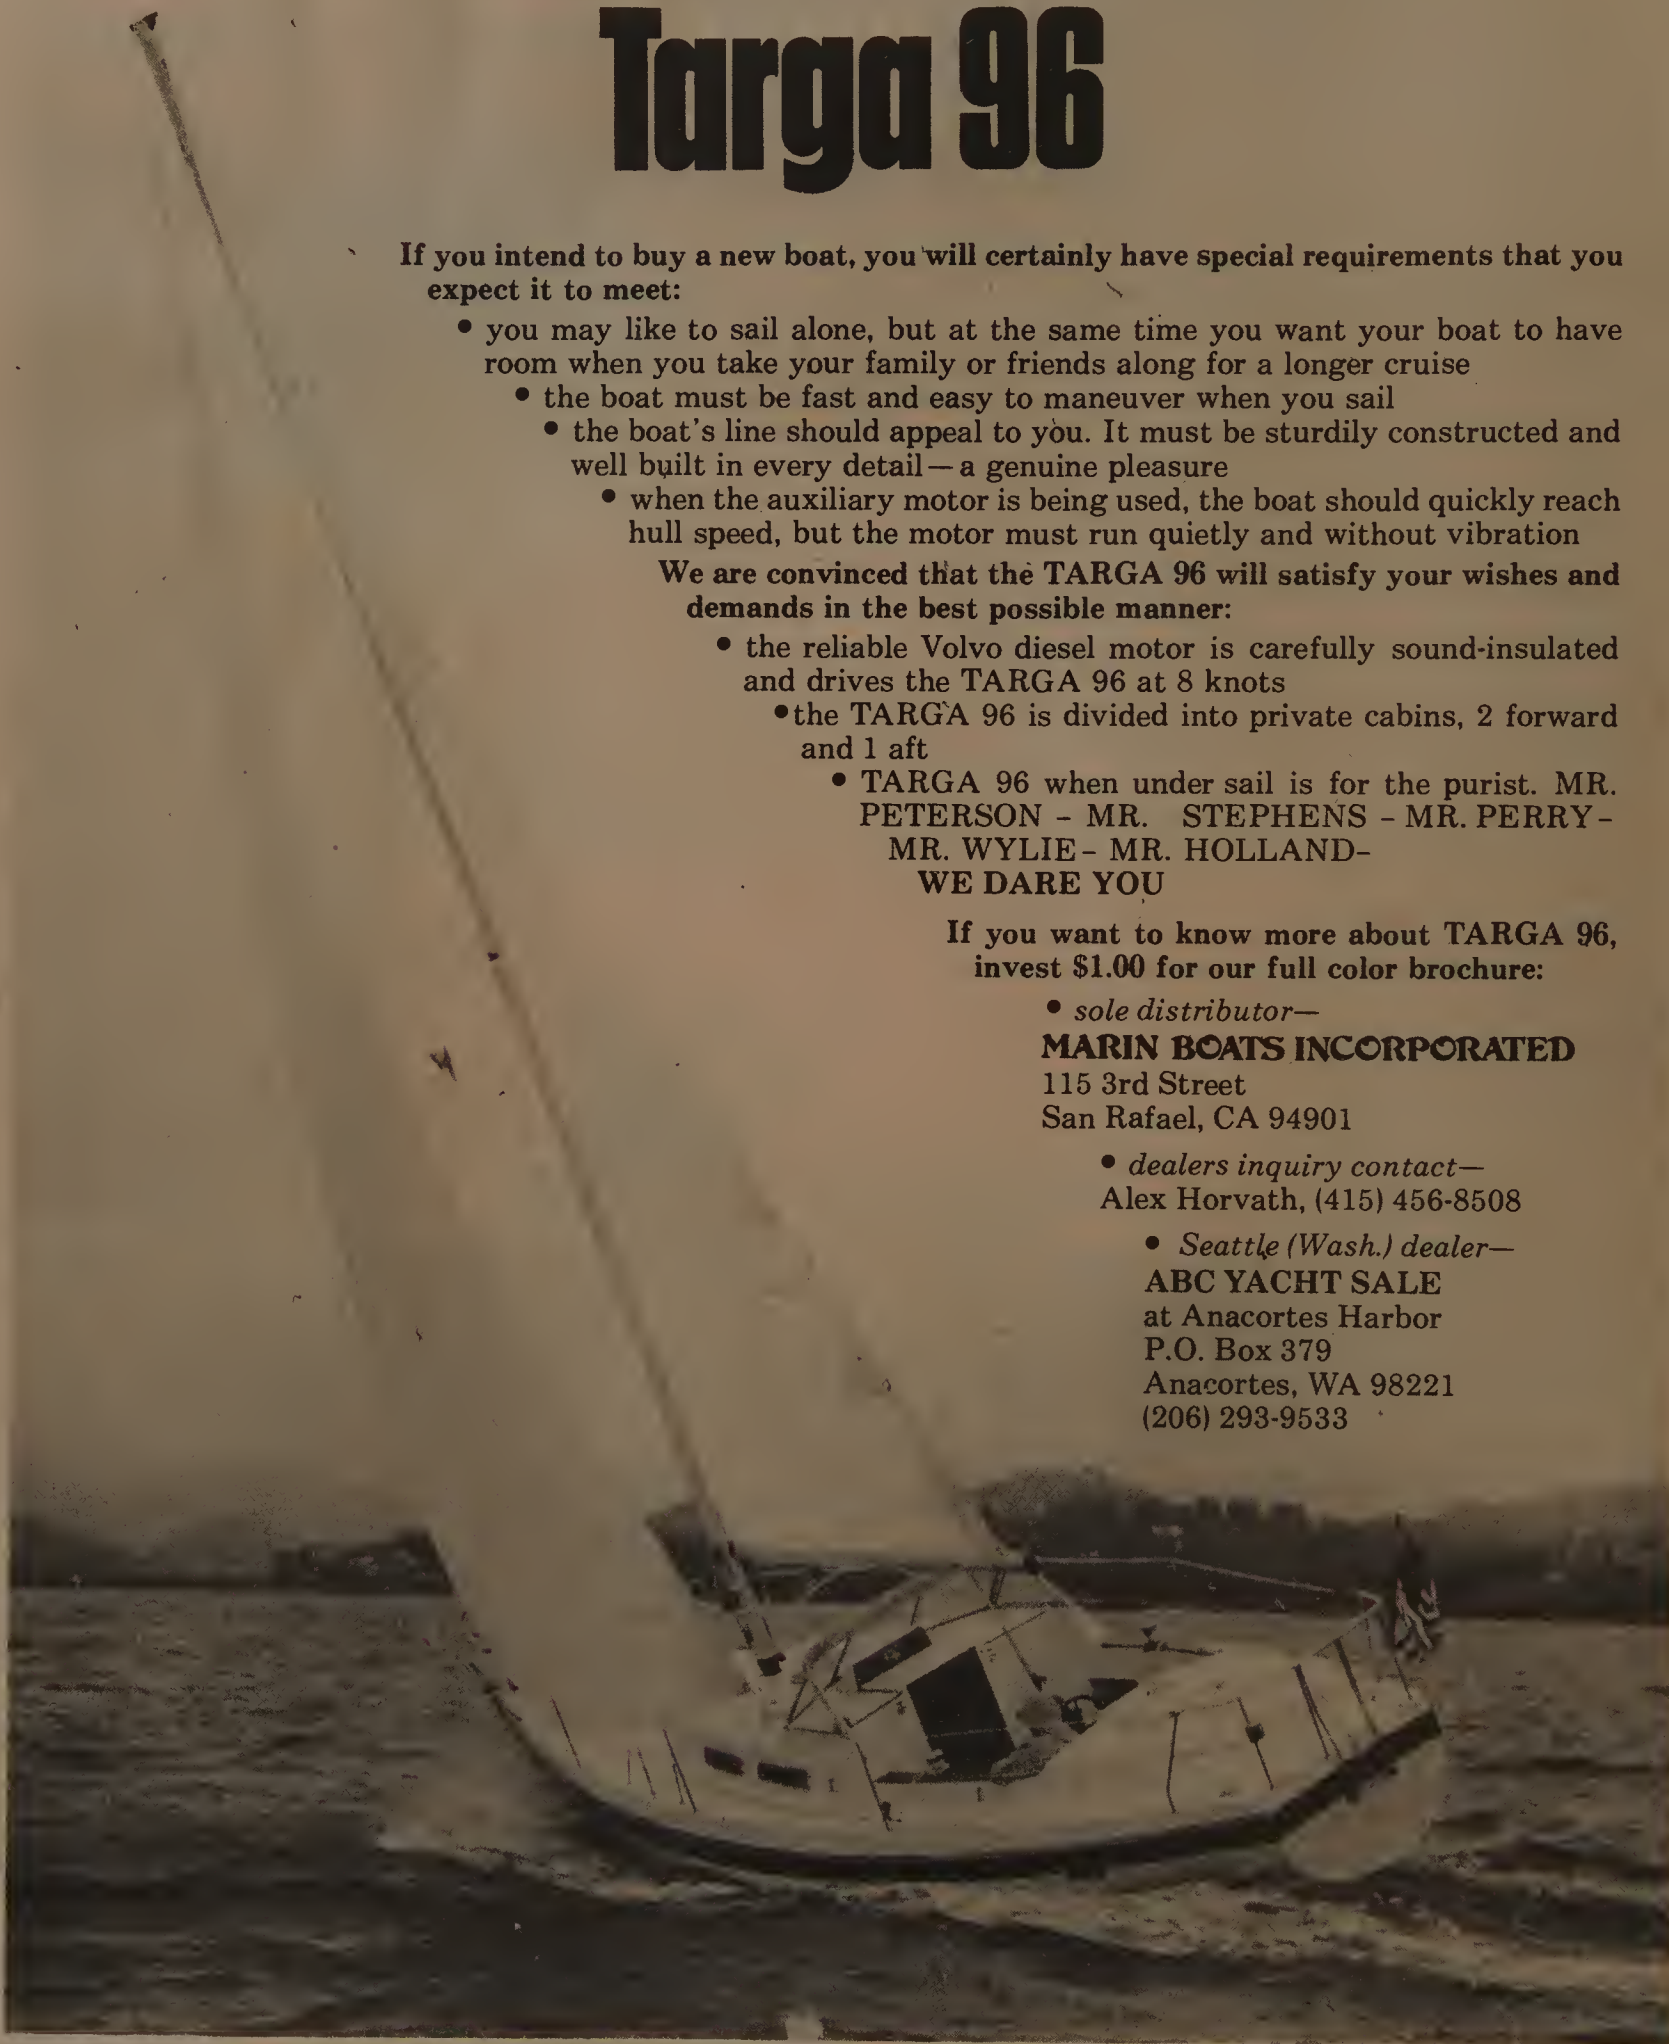 Targa 96
If you intend to buy a new boat, you will certainly have special requirements that you
expect it to meet:
• you may like to sail alone, but at the same time you want your boat to have
room when you take your family or friends along for a longer cruise
• the boat must be fast and easy to maneuver when you sail
• the boat's line should appeal to you. It must be sturdily constructed and
well built in every detail—a genuine pleasure
• when the auxiliary motor is being used, the boat should quickly reach
hull speed, but the motor must run quietly and without vibration
We are convinced that the TARGA 96 will satisfy your wishes and
demands in the best possible manner:
• the reliable Volvo diesel motor is carefully sound-insulated
and drives the TARGA 96 at 8 knots
•the TARGA 96 is divided into private cabins, 2 forward
and 1 aft
• TARGA 96 when under sail is for the purist. MR.
PETERSON - MR. STEPHENS - MR. PERRY-
MR. WYLIE- MR. HOLLAND-
WE DARE YOU
If you want to know more about TARGA 96,
invest $1.00 for our full color brochure:
• sole distributor—
MARIN BOATS INCORPORATED
115 3rd Street
San Rafael, CA 94901
• dealers inquiry contact—
Alex Horvath, (415) 456-8508
• Seattle (Wash.) dealer—
ABC YACHT SALE
at Anacortes Harbor
P.O. Box 379
Anacortes, WA 98221
(206) 293-9533